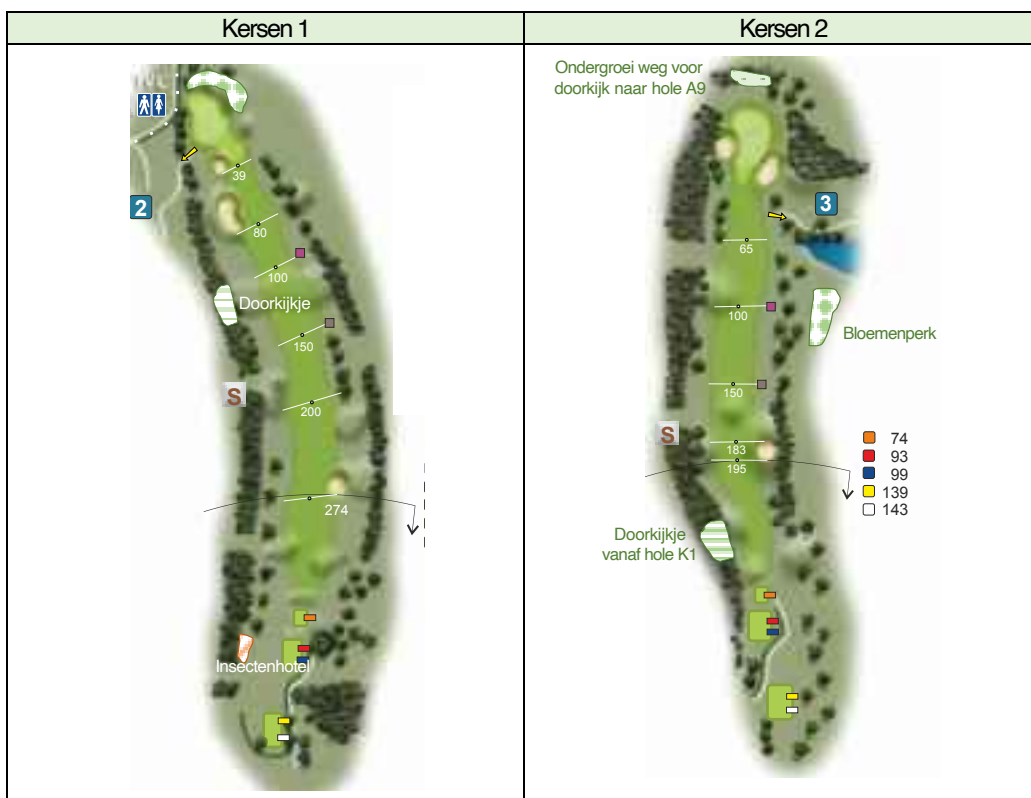 Kersen 1
Kersen 2
39
2
80
100
Doorkijkje
150
S
200
274
Insectenhotel
Ondergroei weg voor
doorkijk naar hole A9
3
65
100
Bloemenperk
150
S
183
195
74
93
99
139
143
Doorkijkje
vanaf hole K1